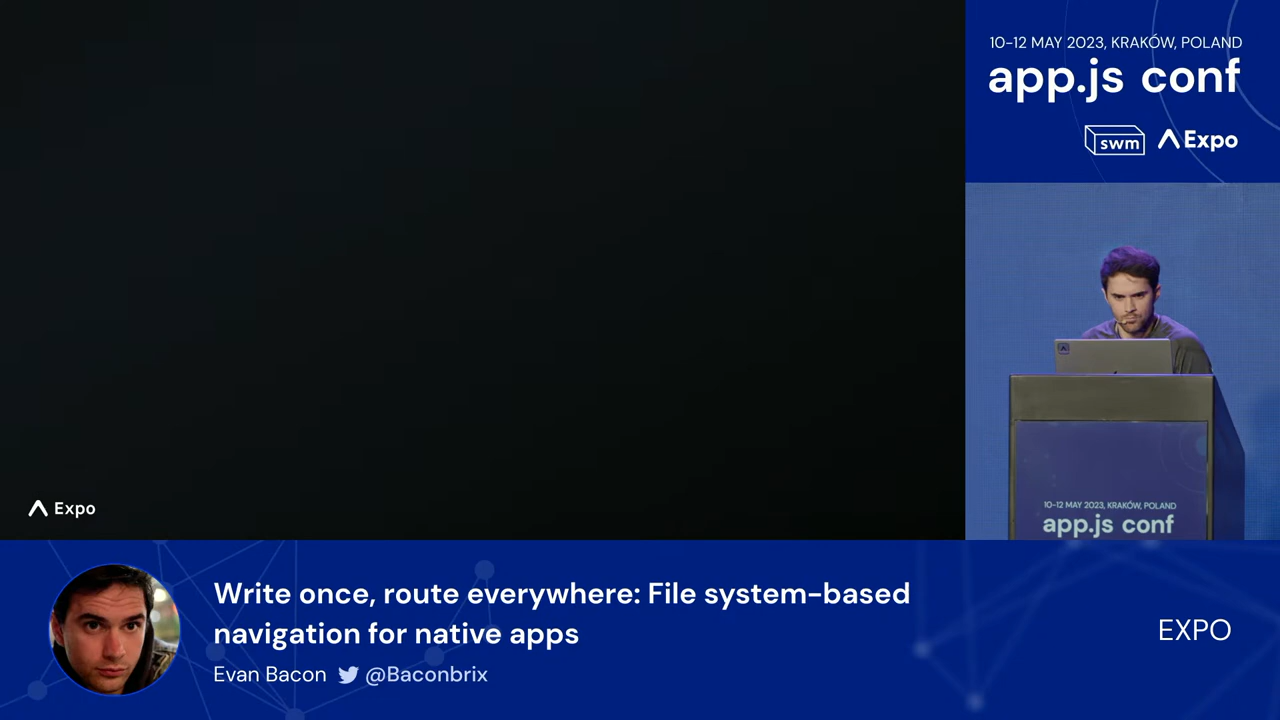 10-12 MAY 2023, KRAKÓW, POLAND
app.js conf
swm
Expo
Expo
10-12 MAY 2023, KRAKÓW, POLAND
app.js conf
Write once, route everywhere: File system-based
navigation for native apps
Evan Bacon @Baconbrix
EXPO